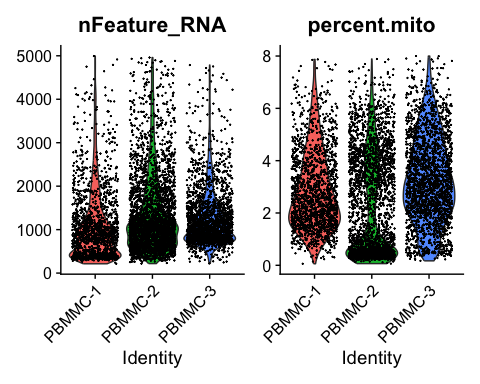 nFeature_RNA
5000
4000
3000
2000
1000
0
PBMMC-1
PBMMC-2
PBMMC-3
Identity
percent.mito
8
6
4
2
0
PBMMC-1
PBMMC-2
PBMMC-3
Identity